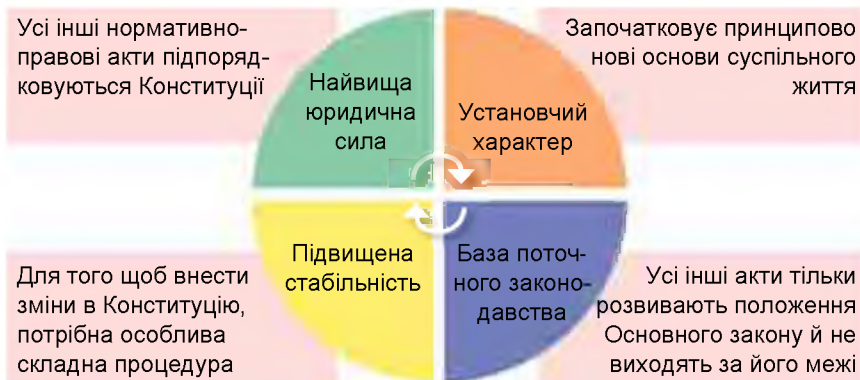 Усі інші нормативно-
правові акти підпоряд-
ковуються Конституції
Найвища
юридична
сила
Установчий
характер
Започатковує принципово
нові основи суспільного
життя
Для того щоб внести
зміни в Конституцію,
потрібна особлива
складна процедура
Підвищена
стабільність
База поточ-
ного законо-
давства
Усі інші акти тільки
розвивають положення
Основного закону й не
виходять за його межі